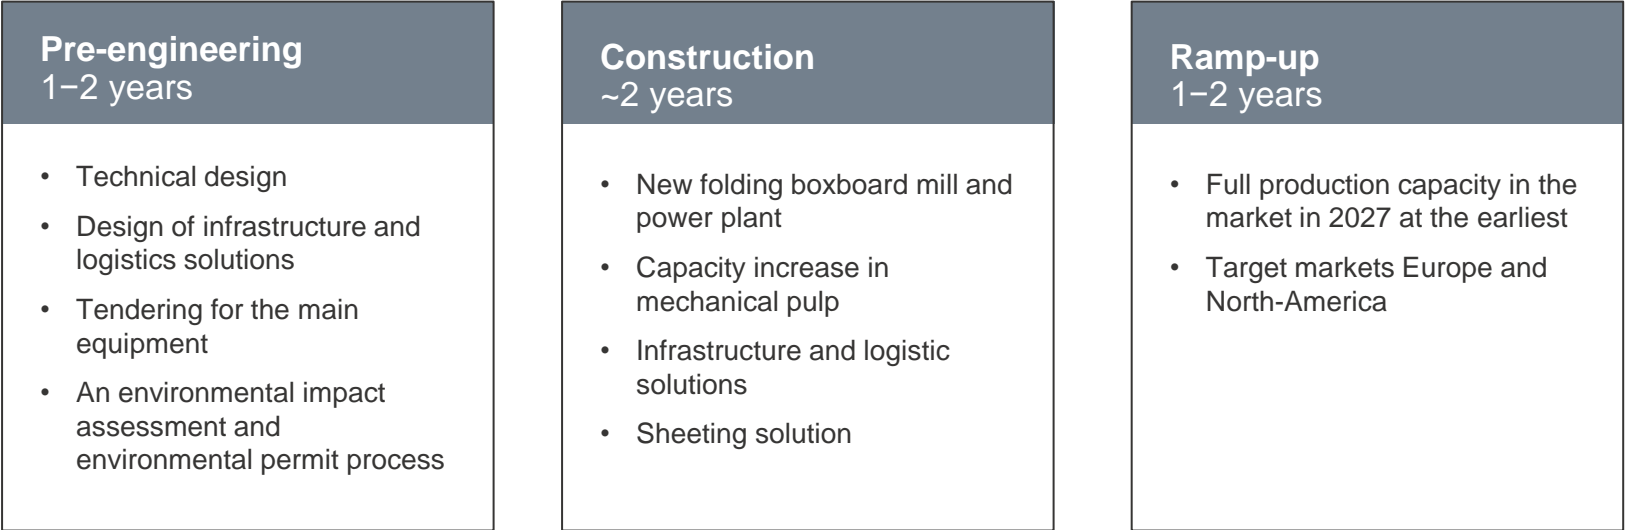 Pre-engineering
1−2 years
• Technical design
• Design of infrastructure and
logistics solutions
• Tendering for the main
equipment
• An environmental impact
assessment and
environmental permit process
Construction
~2 years
• New folding boxboard mill and
power plant
• Capacity increase in
mechanical pulp
• Infrastructure and logistic
solutions
• Sheeting solution
Ramp-up
1−2 years
• Full production capacity in the
market in 2027 at the earliest
• Target markets Europe and
North-America